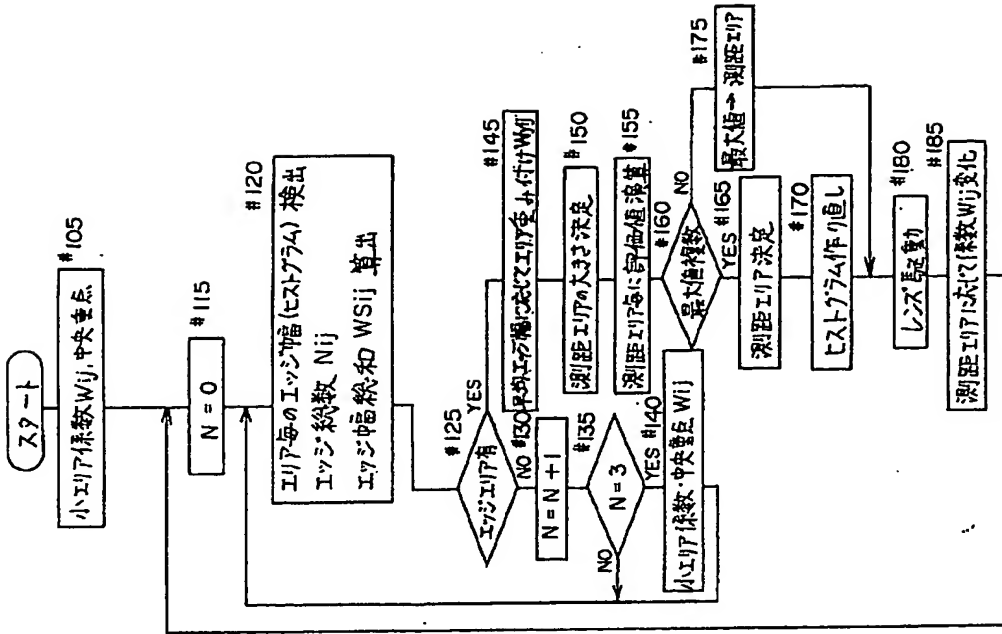 スタート
#105
小エリア係数Wij,中央重点
#115
N=0
#120
エリア毎のエッジ幅(ヒストグラム)検出
エッジ総数 Nij
エッジ幅総和 WSij 算出
#125
エッジエリア有
YES
NO
#130
N=N+1
#135
N=3
NO
YES
#140
小エリア係数・中央重点 Wij
#145
平均エッジ幅に応じてエリア重み付けWij
#150
測距エリアの大きさ決定
#155
測距エリア毎に評価値演算
#160
最大値複数
NO
YES
#165
測距エリア決定
#170
ヒストグラム作り直し
#175
最大値→測距エリア
#180
レンズ駆動
#185
測距エリアに応じて係数Wij変化